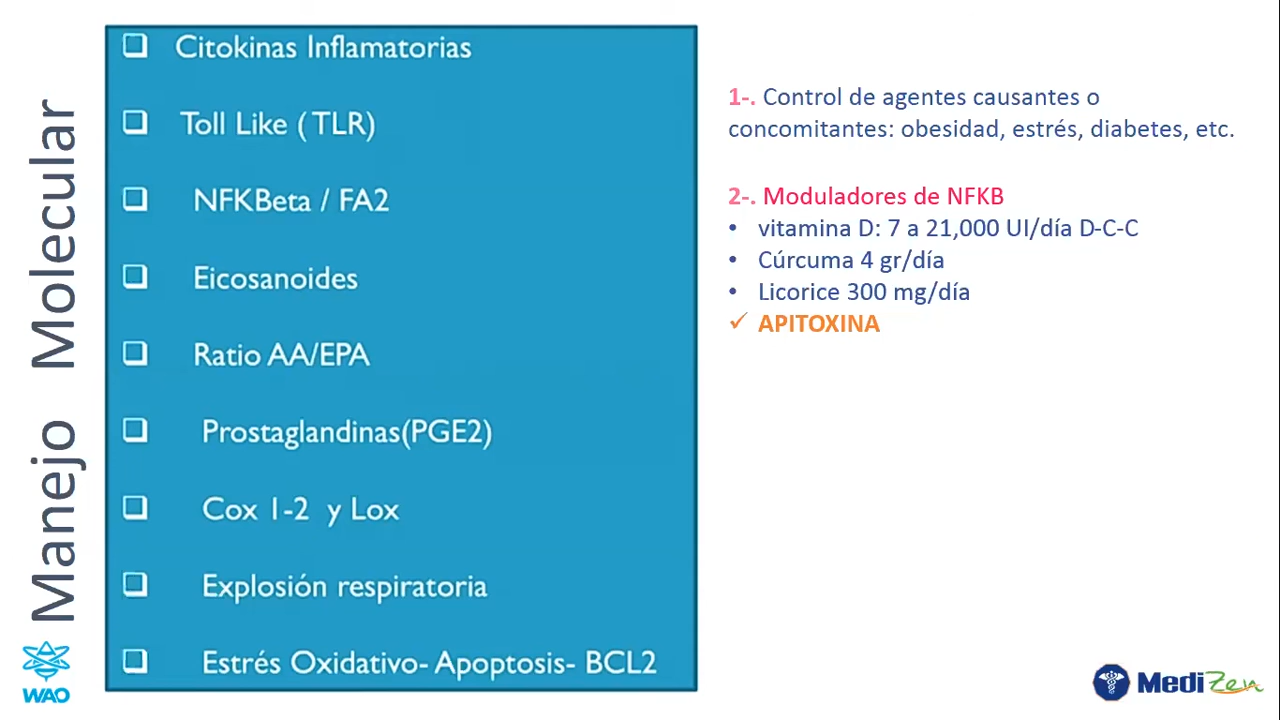 Manejo Molecular
❑ Citokinas Inflamatorias
❑ Toll Like ( TLR)
❑ NFKBeta / FA2
❑ Eicosanoides
❑ Ratio AA/EPA
❑ Prostaglandinas(PGE2)
❑ Cox 1-2 y Lox
❑ Explosión respiratoria
❑ Estrés Oxidativo- Apoptosis- BCL2
1-. Control de agentes causantes o
concomitantes: obesidad, estrés, diabetes, etc.
2-. Moduladores de NFKB
• vitamina D: 7 a 21,000 UI/día D-C-C
• Cúrcuma 4 gr/día
• Licorice 300 mg/día
✓ APITOXINA
WAO
MediZen